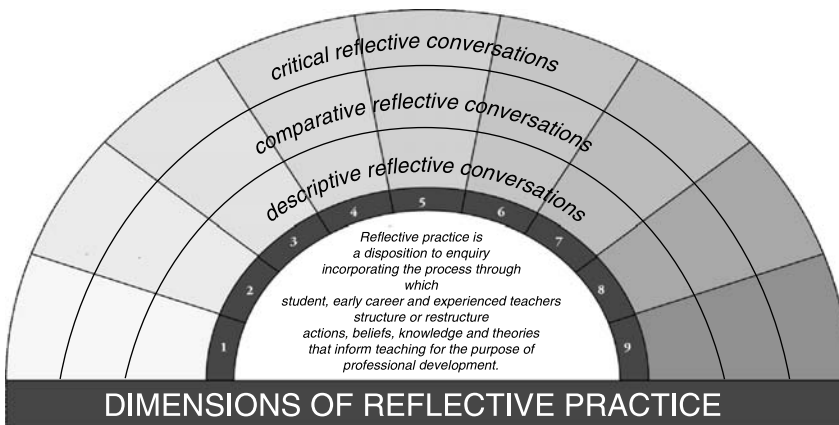 critical reflective conversations
comparative reflective conversations
descriptive reflective conversations
1
2
3
4
5
6
7
8
9
Reflective practice is
a disposition to enquiry
incorporating the process through
which
student, early career and experienced teachers
structure or restructure
actions, beliefs, knowledge and theories
that inform teaching for the purpose of
professional development.
DIMENSIONS OF REFLECTIVE PRACTICE